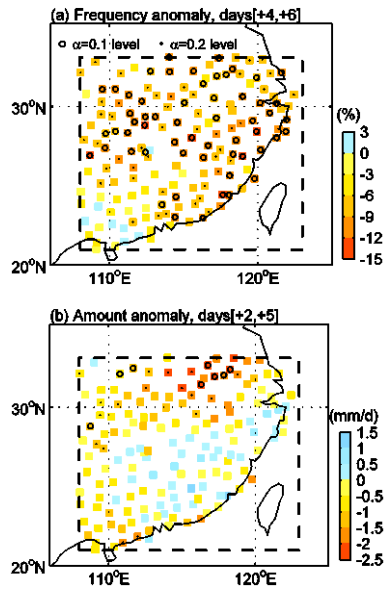 (a) Frequency anomaly, days[+4,+6]
α=0.1 level
α=0.2 level
30°N
20°N
110°E
120°E
(%)
3
0
-3
-6
-9
-12
-15
(b) Amount anomaly, days[+2,+5]
30°N
20°N
110°E
120°E
(mm/d)
1.5
1
0.5
0
-0.5
-1
-1.5
-2
-2.5